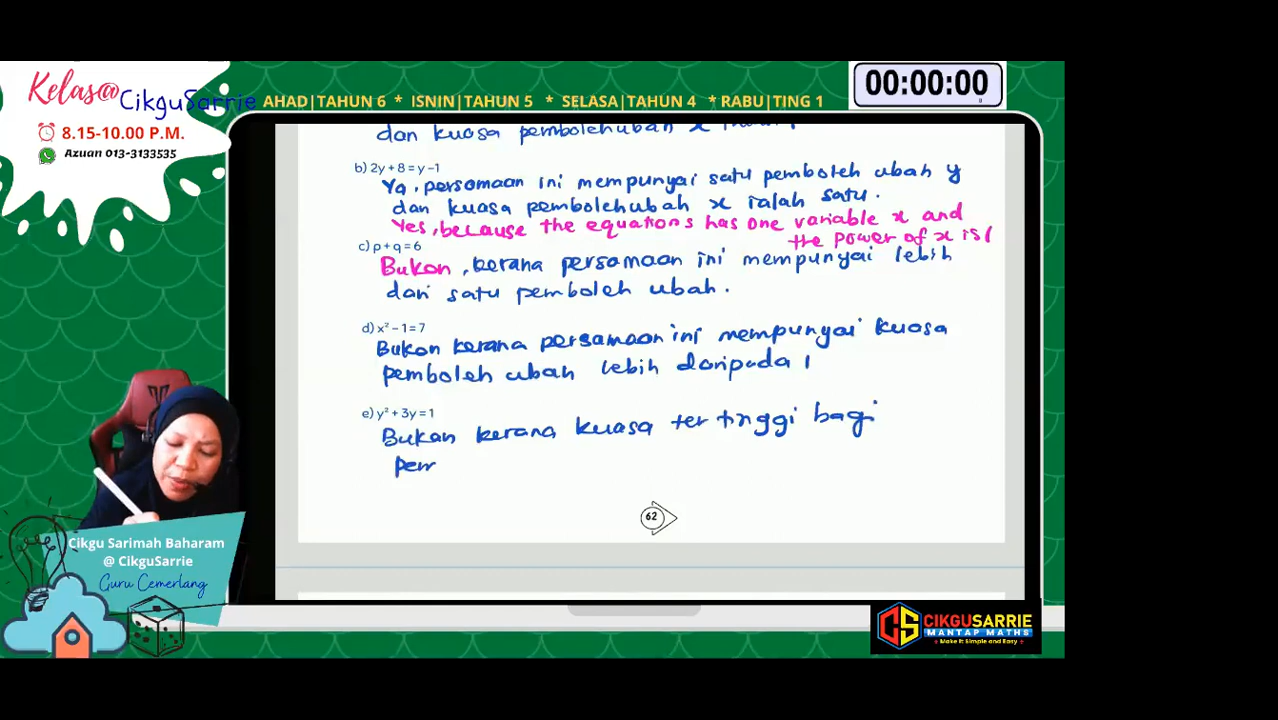 Kelas@CikguSarrie
AHAD|TAHUN 6 * ISNIN|TAHUN 5 * SELASA|TAHUN 4 * RABU|TING 1
00:00:00
8.15-10.00 P.M.
Azuan 013-3133535
dan kuasa pembolehubah x
b) 2y + 8 = y - 1
Ya, persamaan ini mempunyai satu pemboleh ubah y
dan kuasa pembolehubah x ialah satu.
Yes, because the equations has one variable x and
the power of x is 1
c) p + q = 6
Bukan, kerana persamaan ini mempunyai lebih
dari satu pemboleh ubah.
d) x² - 1 = 7
Bukan kerana persamaan ini mempunyai kuasa
pemboleh ubah lebih daripada 1
e) y² + 3y = 1
Bukan kerana kuasa tertinggi bagi
pem
62
Cikgu Sarimah Baharam
@ CikguSarrie
Guru Cemerlang
CS
CIKGUSARRIE
MANTAP MATHS
Make It Simple and Easy